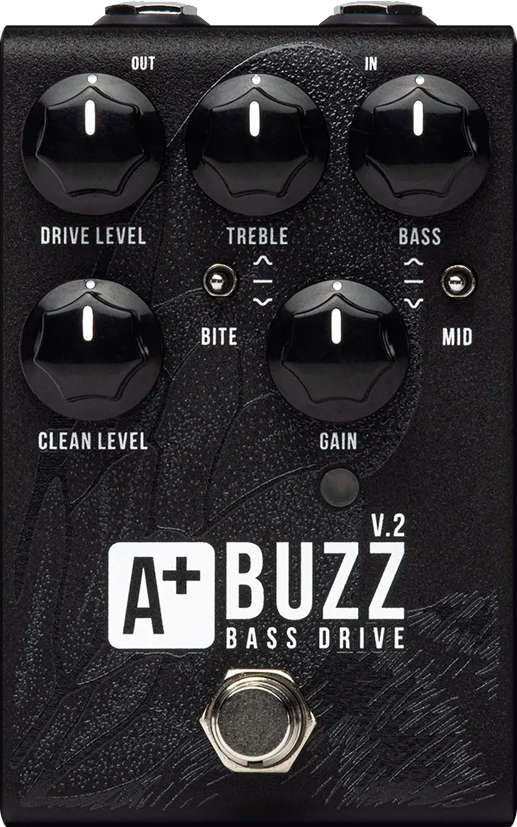 OUT IN
DRIVE LEVEL TREBLE BASS
BITE MID
CLEAN LEVEL GAIN
V.2
A+ BUZZ
BASS DRIVE